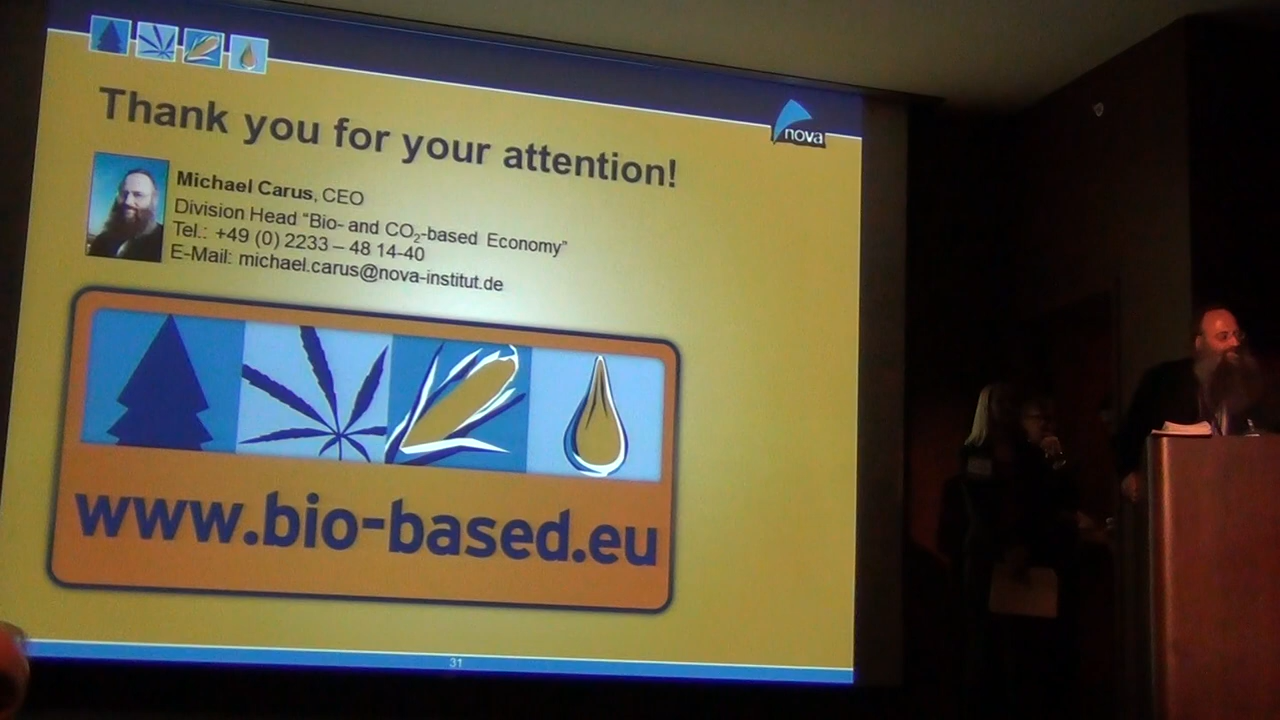 nova
Thank you for your attention!
Michael Carus, CEO
Division Head “Bio- and CO₂-based Economy”
Tel.: +49 (0) 2233 – 48 14-40
E-Mail: michael.carus@nova-institut.de
www.bio-based.eu
31